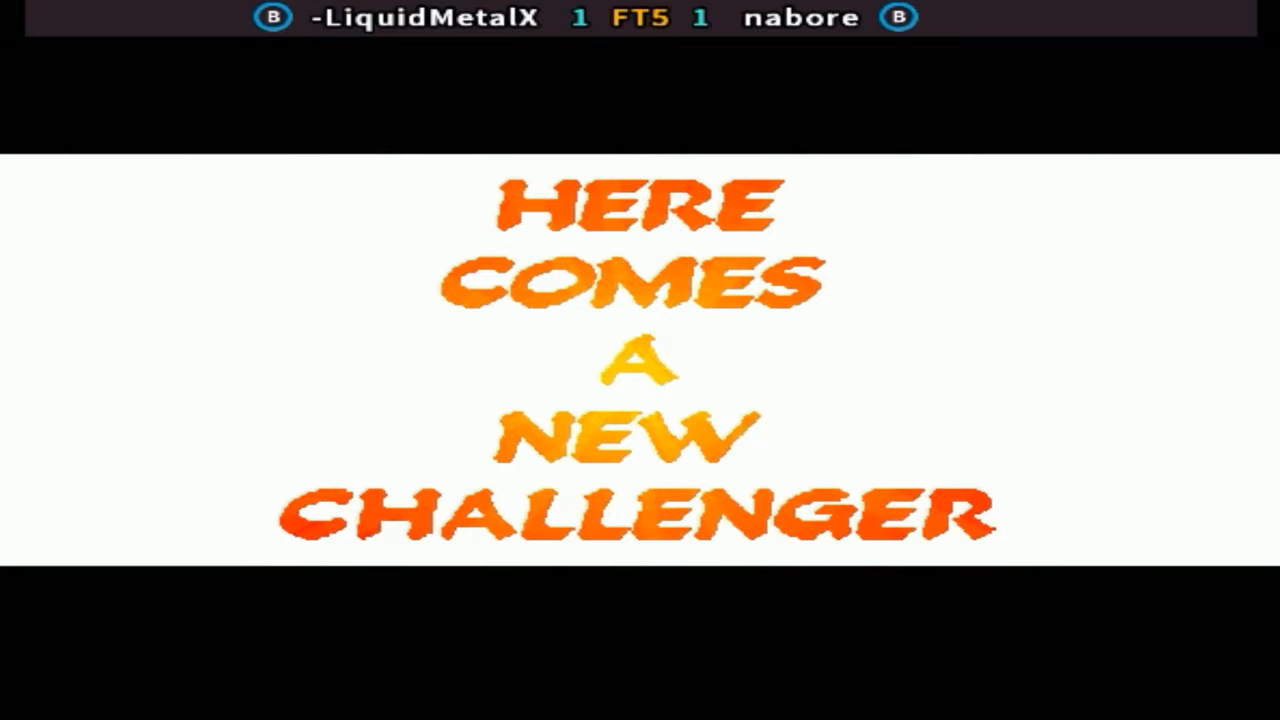 B -LiquidMetalX 1 FT5 1 nabore B
HERE
COMES
A
NEW
CHALLENGER